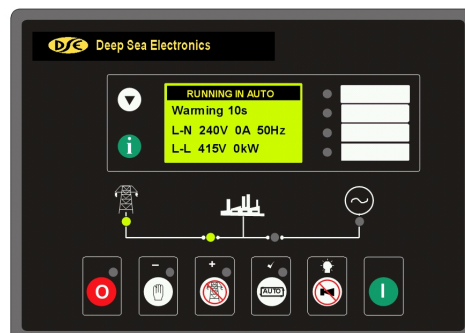 DSE Deep Sea Electronics
RUNNING IN AUTO
Warming 10s
L-N 240V 0A 50Hz
L-L 415V 0kW
i
− + ✓
O AUTO I